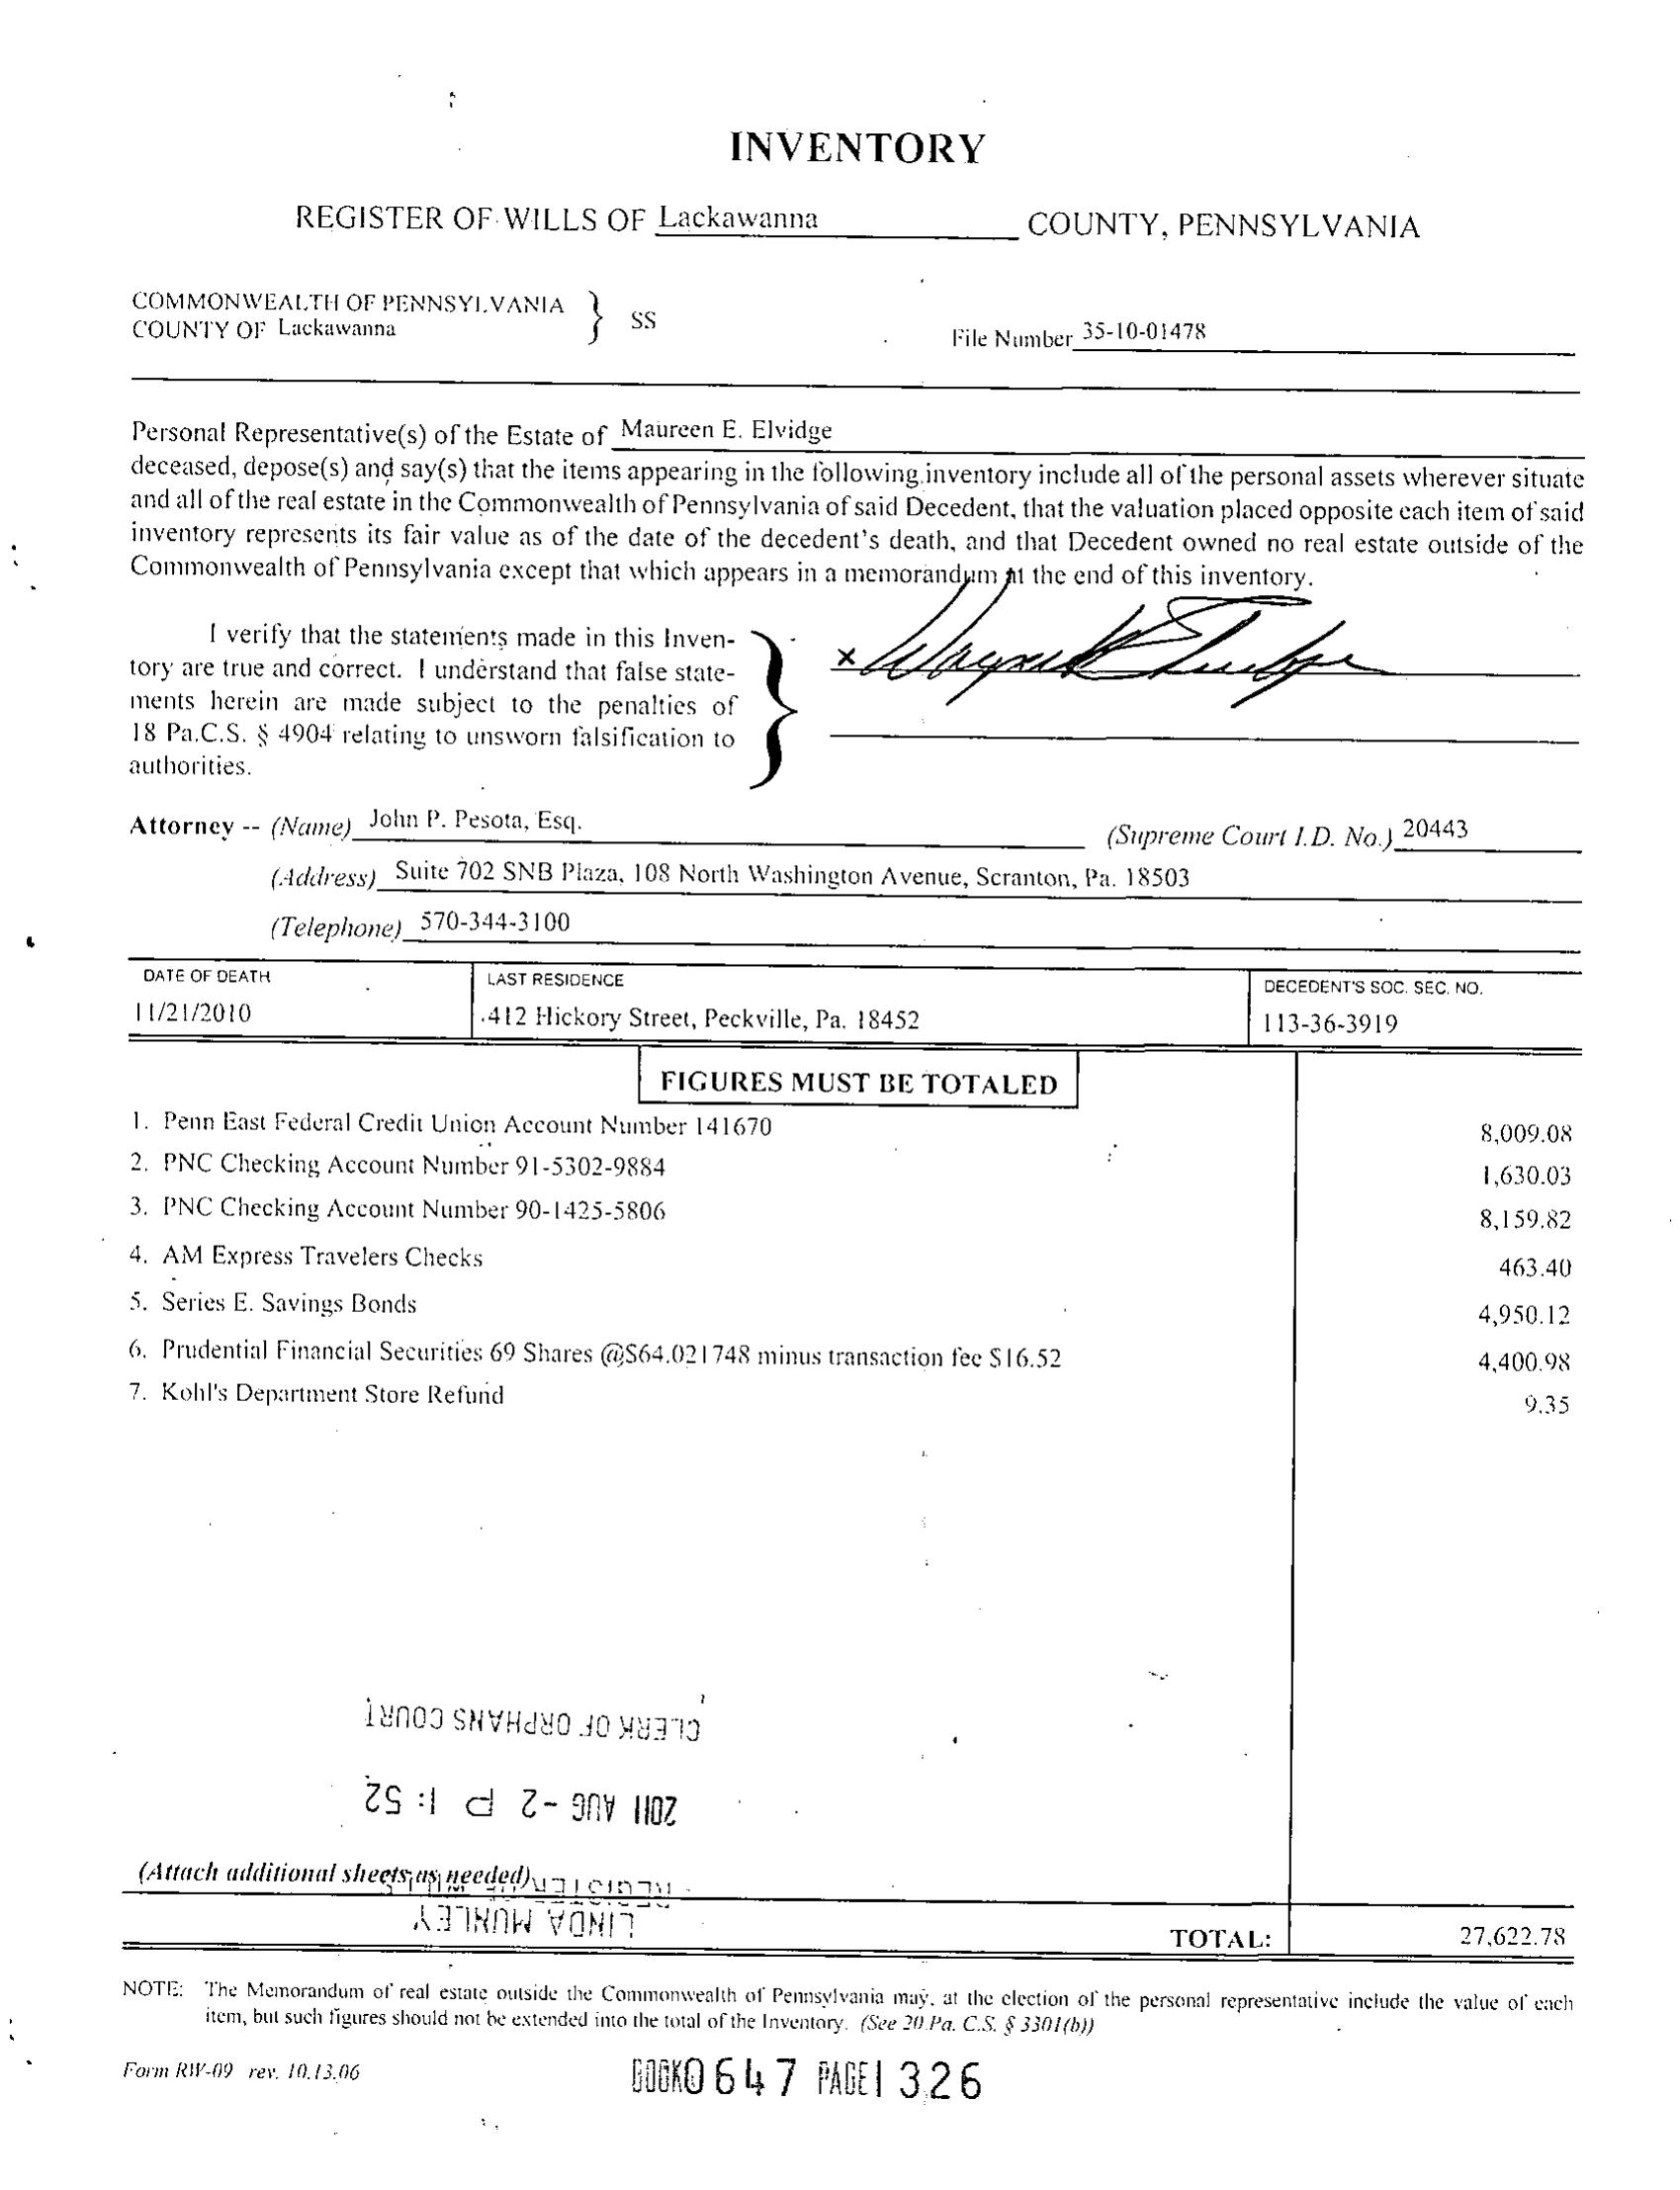 INVENTORY
REGISTER OF WILLS OF Lackawanna COUNTY, PENNSYLVANIA
COMMONWEALTH OF PENNSYLVANIA } SS
COUNTY OF Lackawanna
File Number 35-10-01478
Personal Representative(s) of the Estate of Maureen E. Elvidge
deceased, depose(s) and say(s) that the items appearing in the following inventory include all of the personal assets wherever situate
and all of the real estate in the Commonwealth of Pennsylvania of said Decedent, that the valuation placed opposite each item of said
inventory represents its fair value as of the date of the decedent's death, and that Decedent owned no real estate outside of the
Commonwealth of Pennsylvania except that which appears in a memorandum at the end of this inventory.
I verify that the statements made in this Inven-
tory are true and correct. I understand that false state-
ments herein are made subject to the penalties of
18 Pa.C.S. § 4904 relating to unsworn falsification to
authorities.
x
Attorney -- (Name) John P. Pesota, Esq. (Supreme Court I.D. No.) 20443
(Address) Suite 702 SNB Plaza, 108 North Washington Avenue, Scranton, Pa. 18503
(Telephone) 570-344-3100
DATE OF DEATH LAST RESIDENCE DECEDENT'S SOC. SEC. NO.
11/21/2010 412 Hickory Street, Peckville, Pa. 18452 113-36-3919
FIGURES MUST BE TOTALED
1. Penn East Federal Credit Union Account Number 141670 8,009.08
2. PNC Checking Account Number 91-5302-9884 1,630.03
3. PNC Checking Account Number 90-1425-5806 8,159.82
4. AM Express Travelers Checks 463.40
5. Series E. Savings Bonds 4,950.12
6. Prudential Financial Securities 69 Shares @$64.021748 minus transaction fee $16.52 4,400.98
7. Kohl's Department Store Refund 9.35
CLERK OF ORPHANS COURT
2011 AUG -2 P 1: 52
(Attach additional sheets as needed)
LINDA MUNLEY
TOTAL: 27,622.78
NOTE: The Memorandum of real estate outside the Commonwealth of Pennsylvania may, at the election of the personal representative include the value of each
item, but such figures should not be extended into the total of the Inventory. (See 20 Pa. C.S. § 3301(b))
Form RW-09 rev. 10.13.06
BOOK0647 PAGE1326